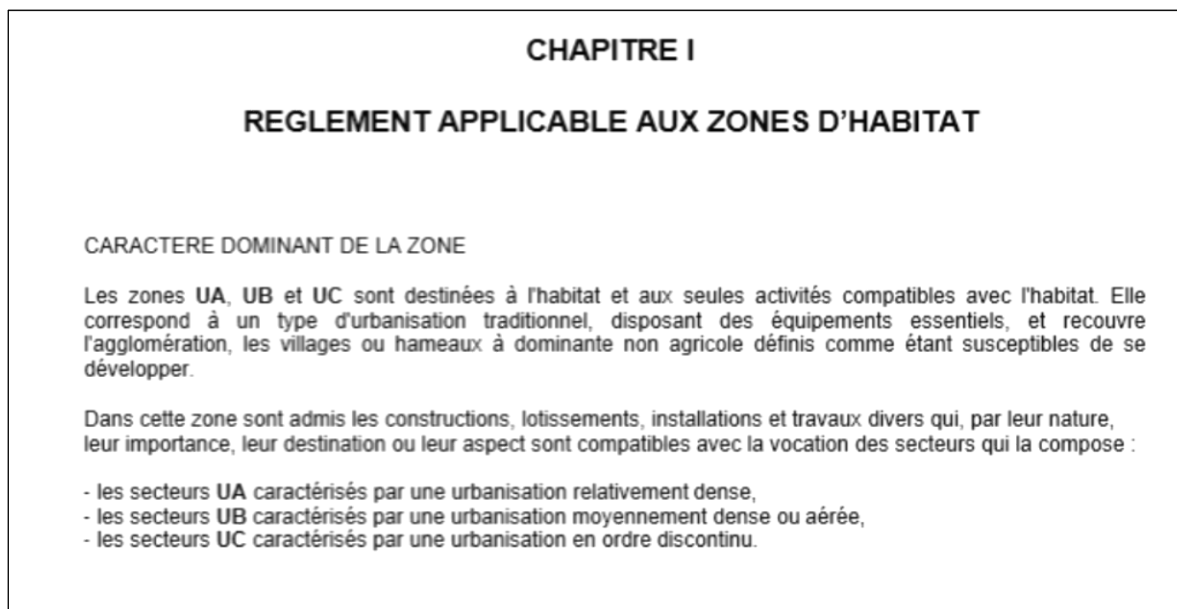 CHAPITRE I
REGLEMENT APPLICABLE AUX ZONES D'HABITAT
CARACTERE DOMINANT DE LA ZONE
Les zones UA, UB et UC sont destinées à l'habitat et aux seules activités compatibles avec l'habitat. Elle
correspond à un type d'urbanisation traditionnel, disposant des équipements essentiels, et recouvre
l'agglomération, les villages ou hameaux à dominante non agricole définis comme étant susceptibles de se
développer.
Dans cette zone sont admis les constructions, lotissements, installations et travaux divers qui, par leur nature,
leur importance, leur destination ou leur aspect sont compatibles avec la vocation des secteurs qui la compose :
- les secteurs UA caractérisés par une urbanisation relativement dense,
- les secteurs UB caractérisés par une urbanisation moyennement dense ou aérée,
- les secteurs UC caractérisés par une urbanisation en ordre discontinu.